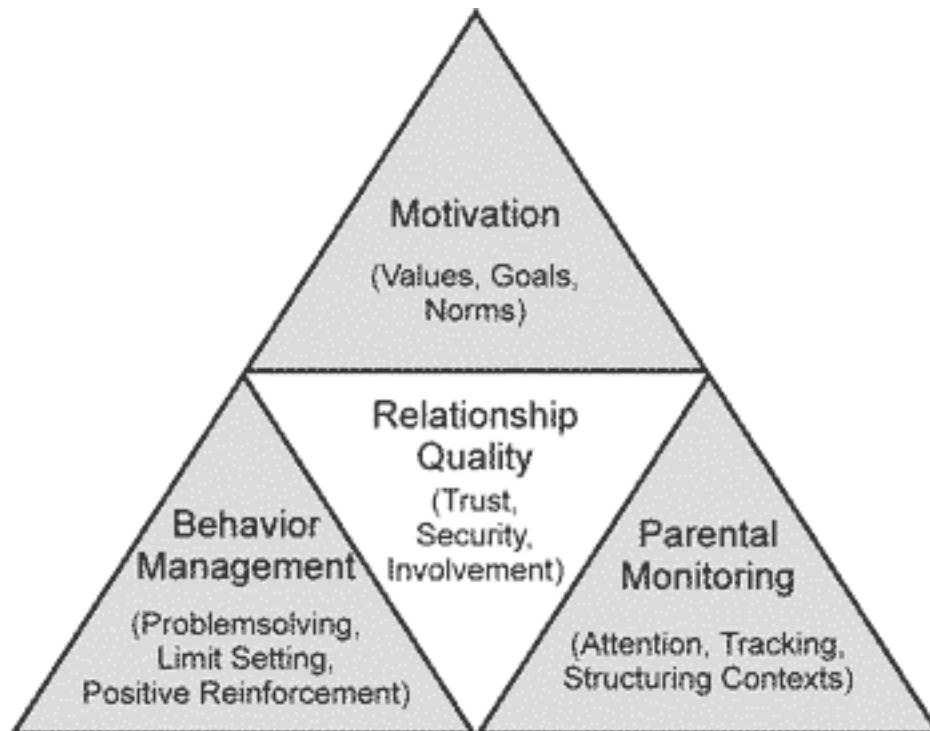 Motivation
(Values, Goals,
Norms)
Relationship
Quality
(Trust,
Security,
Involvement)
Behavior
Management
(Problemsolving,
Limit Setting,
Positive Reinforcement)
Parental
Monitoring
(Attention, Tracking,
Structuring Contexts)